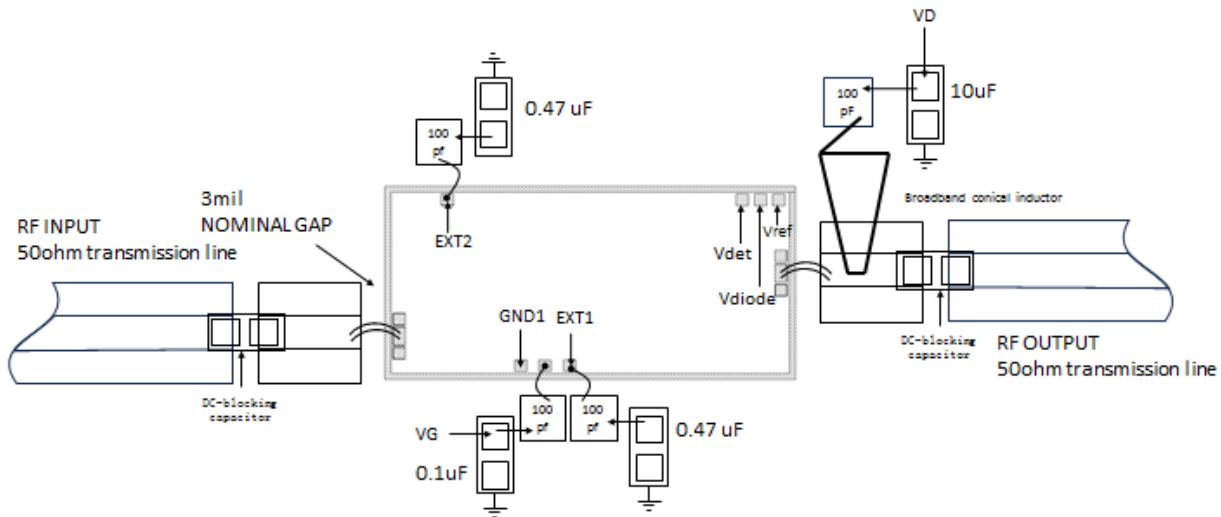 VD
100
pF
10uF
0.47 uF
100
pf
3mil
NOMINAL GAP
RF INPUT
50ohm transmission line
EXT2
Vref
Vdet
Vdiode
Broadband conical inductor
GND1
EXT1
DC-blocking
capacitor
DC-blocking
capacitor
RF OUTPUT
50ohm transmission line
100
pf
100
pf
VG
0.1uF
0.47 uF